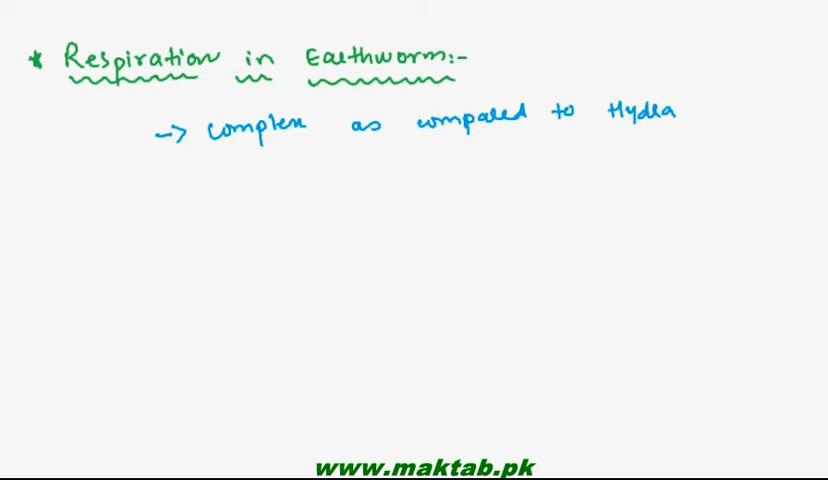 * Respiration in Earthworm:-
-> Complex as compared to Hydra
www.maktab.pk